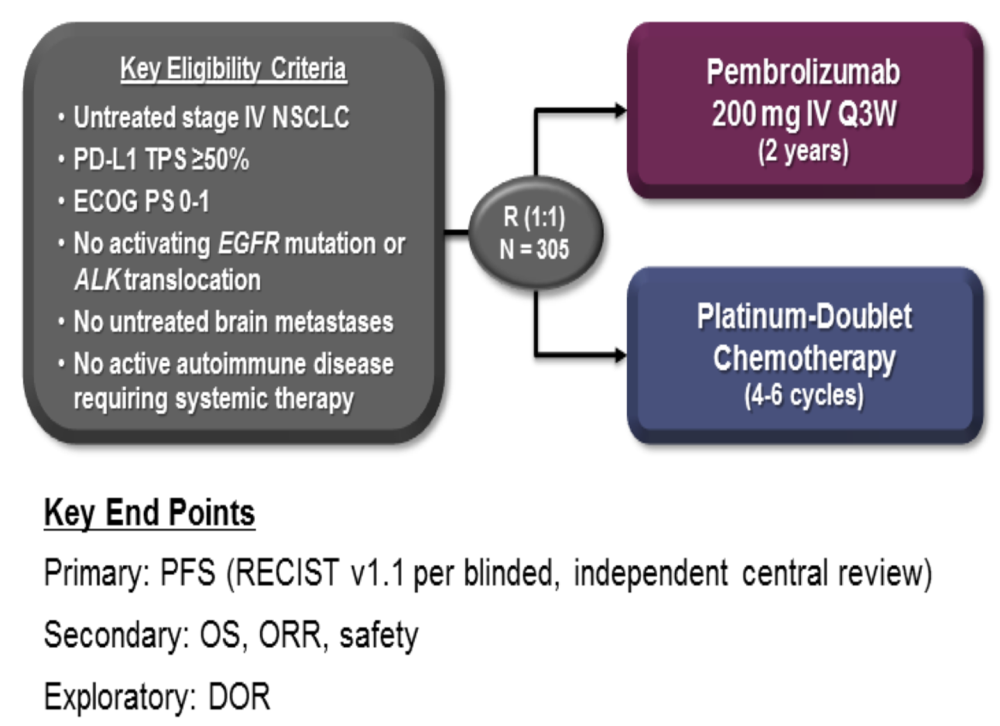 Key Eligibility Criteria
• Untreated stage IV NSCLC
• PD-L1 TPS ≥50%
• ECOG PS 0-1
• No activating EGFR mutation or
ALK translocation
• No untreated brain metastases
• No active autoimmune disease
requiring systemic therapy
R (1:1)
N = 305
Pembrolizumab
200 mg IV Q3W
(2 years)
Platinum-Doublet
Chemotherapy
(4-6 cycles)
Key End Points
Primary: PFS (RECIST v1.1 per blinded, independent central review)
Secondary: OS, ORR, safety
Exploratory: DOR